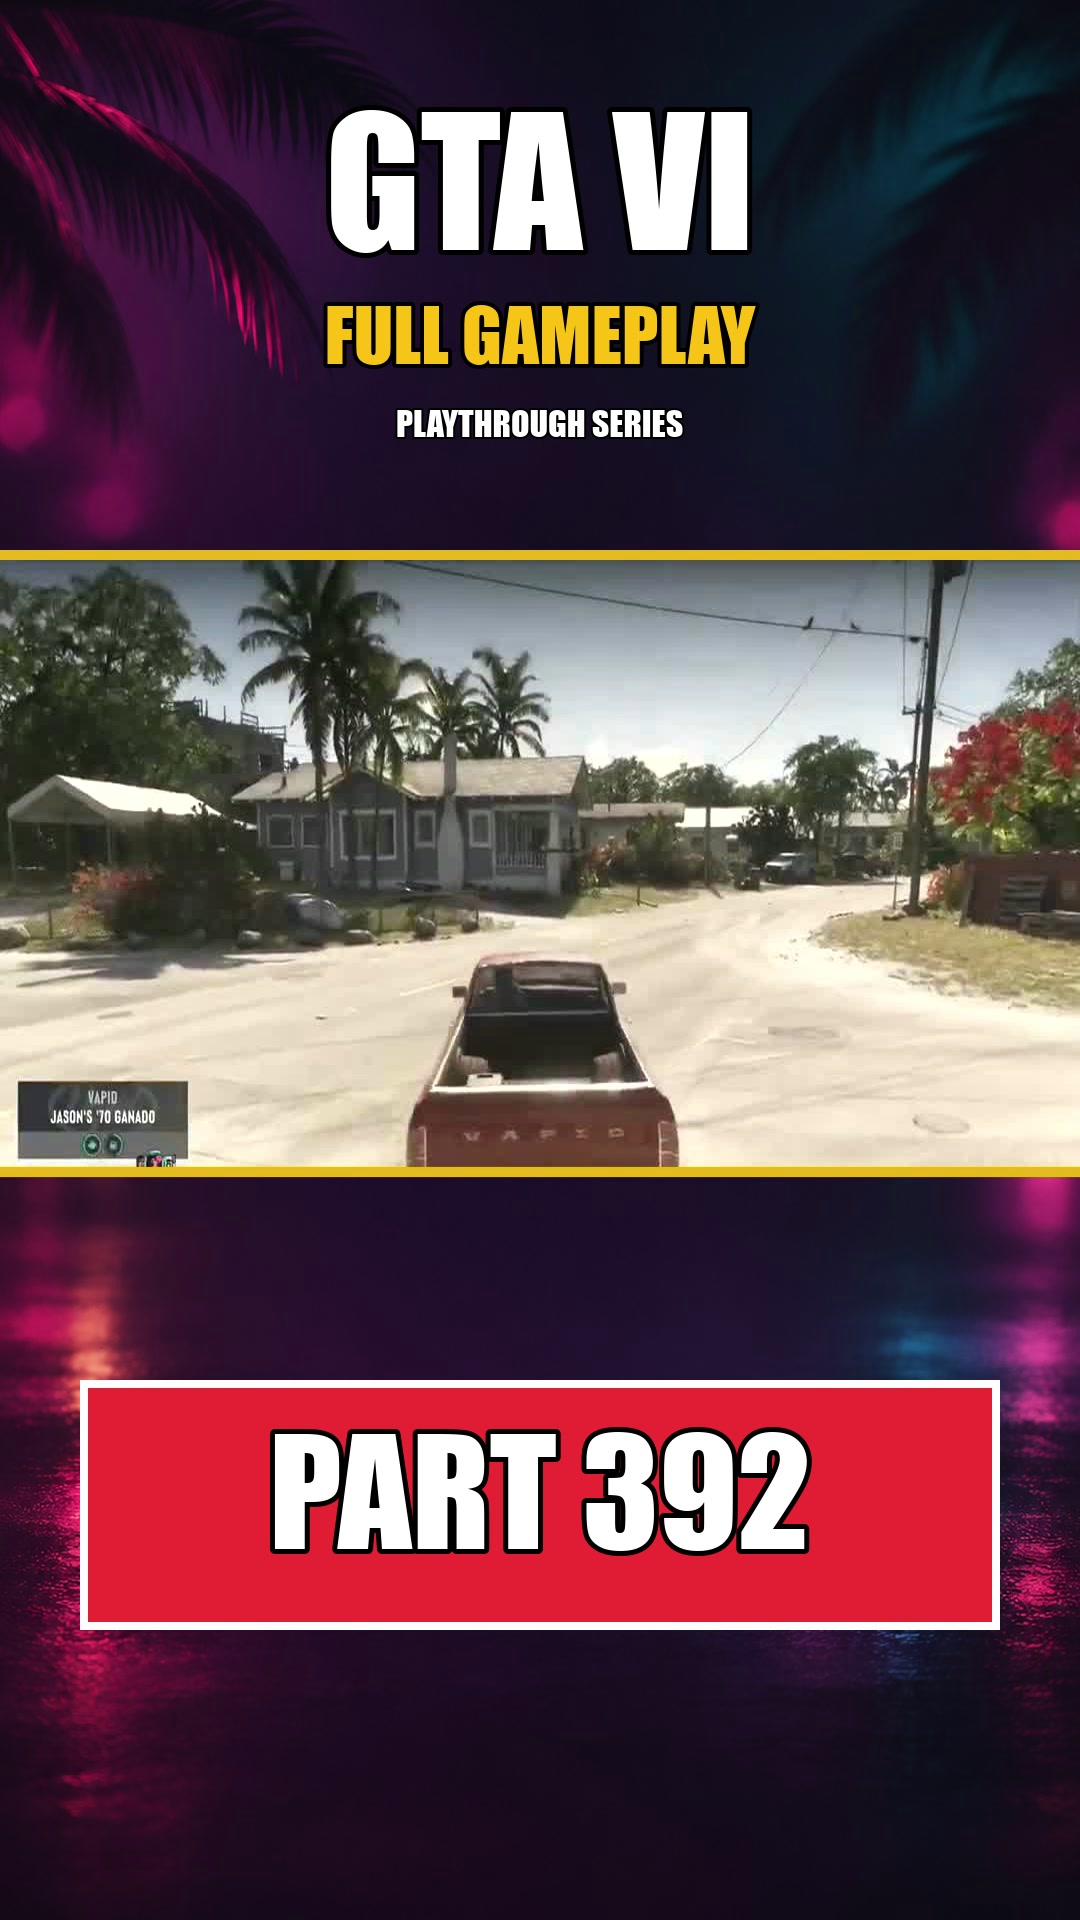 GTA VI
FULL GAMEPLAY
PLAYTHROUGH SERIES
VAPID
JASON'S '70 GANADO
VAPID
PART 392